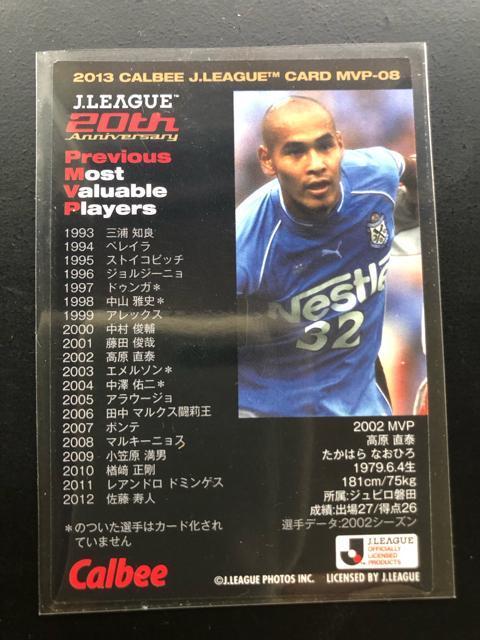 2013 CALBEE J.LEAGUE™ CARD MVP-08
J.LEAGUE™
20th
Anniversary
Previous
Most
Valuable
Players
1993 三浦 知良
1994 ペレイラ
1995 ストイコビッチ
1996 ジョルジーニョ
1997 ドゥンガ*
1998 中山 雅史*
1999 アレックス
2000 中村 俊輔
2001 藤田 俊哉
2002 高原 直泰
2003 エメルソン*
2004 中澤 佑二*
2005 アラウージョ
2006 田中 マルクス闘莉王
2007 ポンテ
2008 マルキーニョス
2009 小笠原 満男
2010 楢﨑 正剛
2011 レアンドロ ドミンゲス
2012 佐藤 寿人
*のついた選手はカード化され
ていません
Calbee
Nestlé
32
2002 MVP
高原 直泰
たかはら なおひろ
1979.6.4生
181cm/75kg
所属:ジュビロ磐田
成績:出場27/得点26
選手データ:2002シーズン
J.LEAGUE
OFFICIALLY
LICENSED
PRODUCTS
©J.LEAGUE PHOTOS INC. LICENSED BY J.LEAGUE